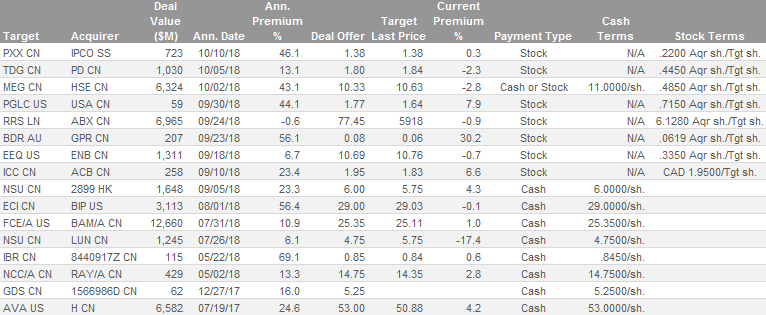 Target Acquirer Deal Value ($M) Ann. Date Ann. Premium % Deal Offer Target Last Price Current Premium % Payment Type Cash Terms Stock Terms
PXX CN IPCO SS 723 10/10/18 46.1 1.38 1.38 0.3 Stock N/A .2200 Aqr sh./Tgt sh.
TDG CN PD CN 1,030 10/05/18 13.1 1.80 1.84 -2.3 Stock N/A .4450 Aqr sh./Tgt sh.
MEG CN HSE CN 6,324 10/02/18 43.1 10.33 10.63 -2.8 Cash or Stock 11.0000/sh. .4850 Aqr sh./Tgt sh.
PGLC US USA CN 59 09/30/18 44.1 1.77 1.64 7.9 Stock N/A .7150 Aqr sh./Tgt sh.
RRS LN ABX CN 6,965 09/24/18 -0.6 77.45 5918 -0.9 Stock N/A 6.1280 Aqr sh./Tgt sh.
BDR AU GPR CN 207 09/23/18 56.1 0.08 0.06 30.2 Stock N/A .0619 Aqr sh./Tgt sh.
EEQ US ENB CN 1,311 09/18/18 6.7 10.69 10.76 -0.7 Stock N/A .3350 Aqr sh./Tgt sh.
ICC CN ACB CN 258 09/10/18 23.4 1.95 1.83 6.6 Stock N/A CAD 1.9500/Tgt sh.
NSU CN 2899 HK 1,648 09/05/18 23.3 6.00 5.75 4.3 Cash 6.0000/sh.
ECI CN BIP US 3,113 08/01/18 56.4 29.00 29.03 -0.1 Cash 29.0000/sh.
FCE/A US BAM/A CN 12,660 07/31/18 10.9 25.35 25.11 1.0 Cash 25.3500/sh.
NSU CN LUN CN 1,245 07/26/18 6.1 4.75 5.75 -17.4 Cash 4.7500/sh.
IBR CN 8440917Z CN 115 05/22/18 69.1 0.85 0.84 0.6 Cash .8450/sh.
NCC/A CN RAY/A CN 429 05/02/18 13.3 14.75 14.35 2.8 Cash 14.7500/sh.
GDS CN 1566986D CN 62 12/27/17 16.0 5.25 Cash 5.2500/sh.
AVA US H CN 6,582 07/19/17 24.6 53.00 50.88 4.2 Cash 53.0000/sh.